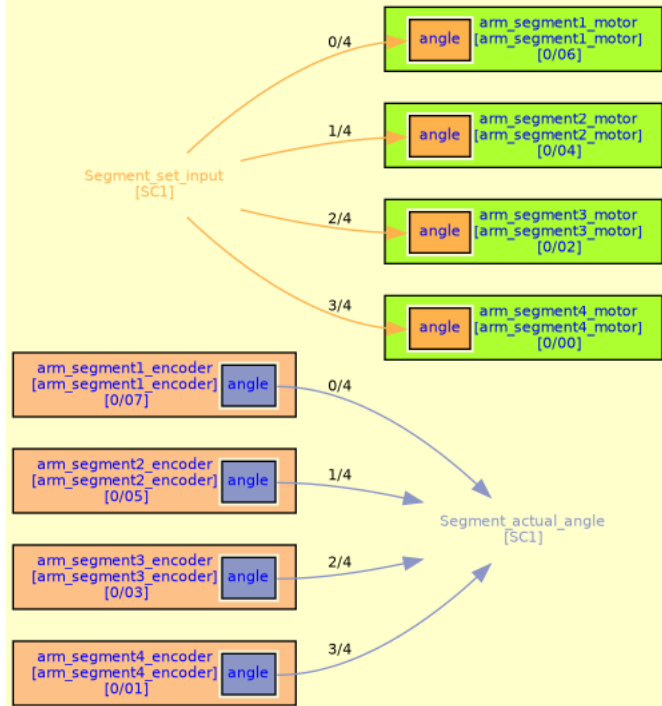 0/4
angle
arm_segment1_motor
[arm_segment1_motor]
[0/06]
1/4
angle
arm_segment2_motor
[arm_segment2_motor]
[0/04]
Segment_set_input
[SC1]
2/4
angle
arm_segment3_motor
[arm_segment3_motor]
[0/02]
3/4
angle
arm_segment4_motor
[arm_segment4_motor]
[0/00]
arm_segment1_encoder
[arm_segment1_encoder]
[0/07]
angle
0/4
arm_segment2_encoder
[arm_segment2_encoder]
[0/05]
angle
1/4
Segment_actual_angle
[SC1]
arm_segment3_encoder
[arm_segment3_encoder]
[0/03]
angle
2/4
arm_segment4_encoder
[arm_segment4_encoder]
[0/01]
angle
3/4